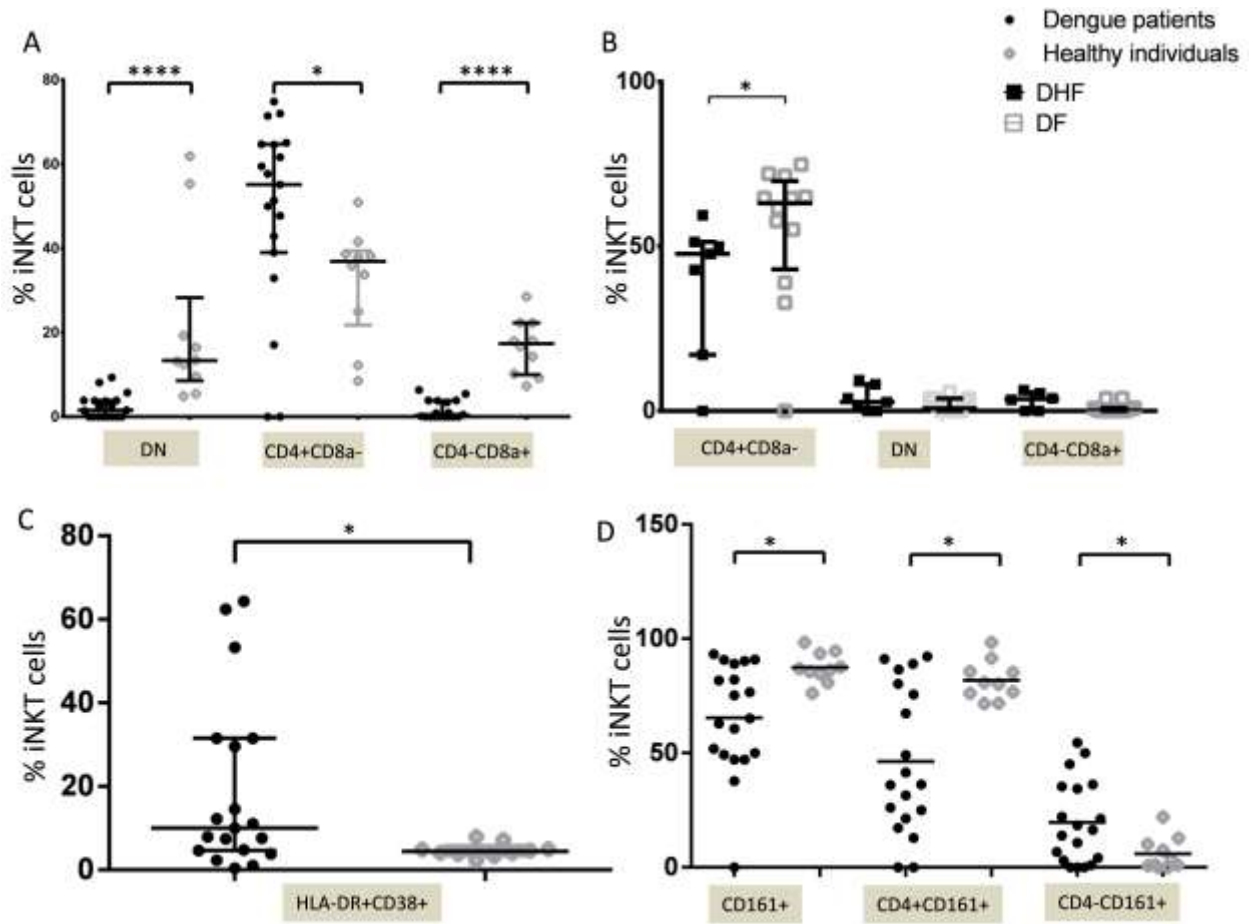 A
B
Dengue patients
Healthy individuals
DHF
DF
**** * ****
*
80
60
40
20
0
% iNKT cells
DN CD4+CD8a- CD4-CD8a+
100
50
0
% iNKT cells
CD4+CD8a- DN CD4-CD8a+
C
D
*
* * *
80
60
40
20
0
% iNKT cells
HLA-DR+CD38+
150
100
50
0
% iNKT cells
CD161+ CD4+CD161+ CD4-CD161+